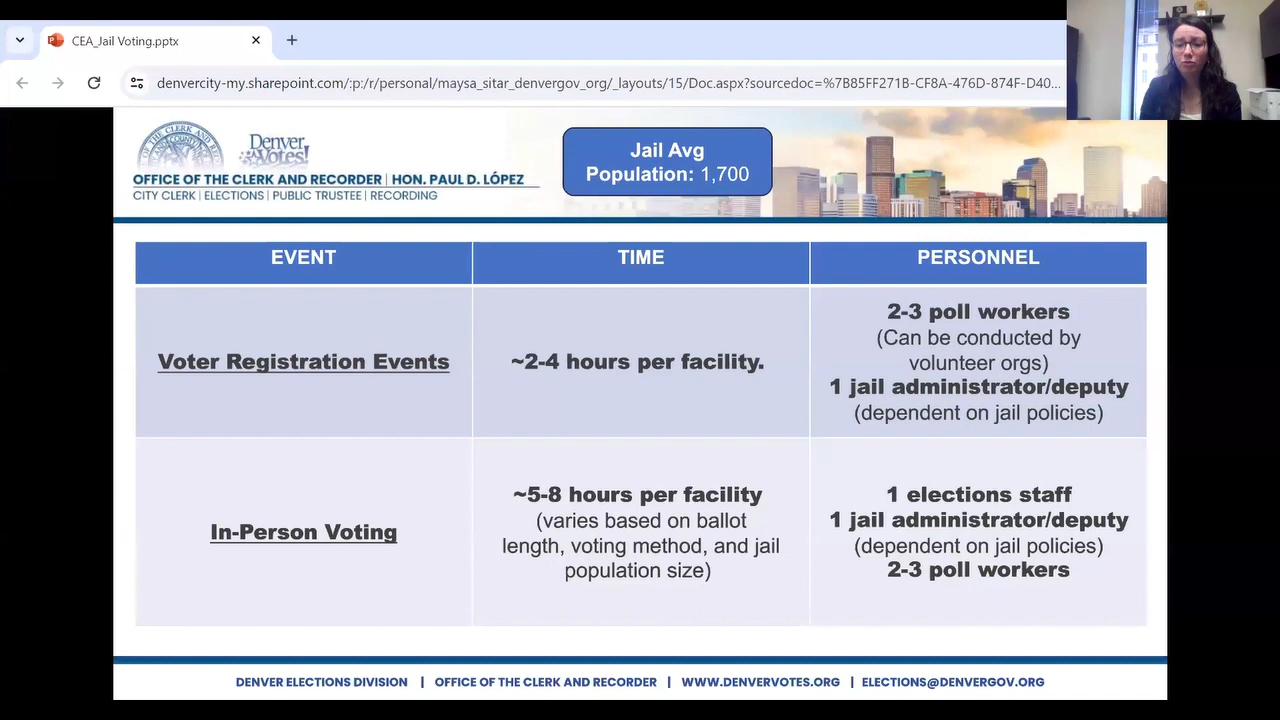 CEA_Jail Voting.pptx
denvercity-my.sharepoint.com/:p:/r/personal/maysa_sitar_denvergov_org/_layouts/15/Doc.aspx?sourcedoc=%7B85FF271B-CF8A-476D-874F-D40...
Denver
Votes!
OFFICE OF THE CLERK AND RECORDER | HON. PAUL D. LÓPEZ
CITY CLERK | ELECTIONS | PUBLIC TRUSTEE | RECORDING
Jail Avg
Population: 1,700
EVENT
TIME
PERSONNEL
Voter Registration Events
~2-4 hours per facility.
2-3 poll workers
(Can be conducted by
volunteer orgs)
1 jail administrator/deputy
(dependent on jail policies)
In-Person Voting
~5-8 hours per facility
(varies based on ballot
length, voting method, and jail
population size)
1 elections staff
1 jail administrator/deputy
(dependent on jail policies)
2-3 poll workers
DENVER ELECTIONS DIVISION | OFFICE OF THE CLERK AND RECORDER | WWW.DENVERVOTES.ORG | ELECTIONS@DENVERGOV.ORG